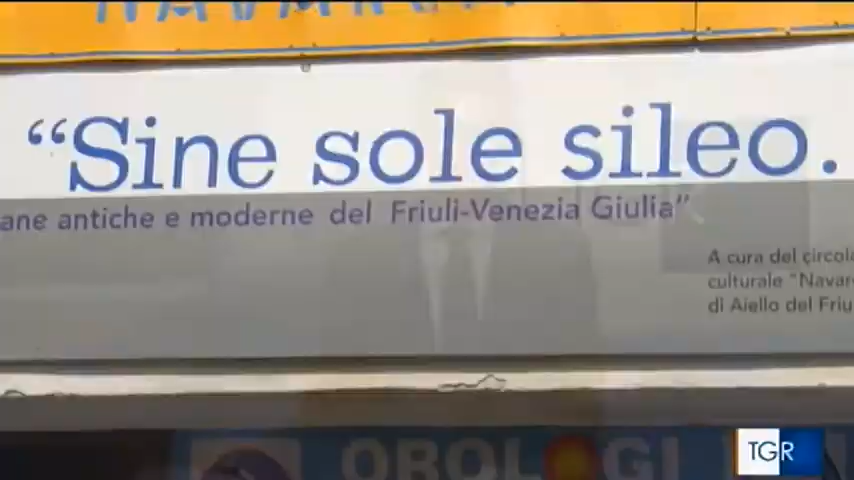 “Sine sole sileo.
ane antiche e moderne del Friuli-Venezia Giulia”
A cura del circolo
culturale “Navar
di Aiello del Friu
OROLOGI
TGR